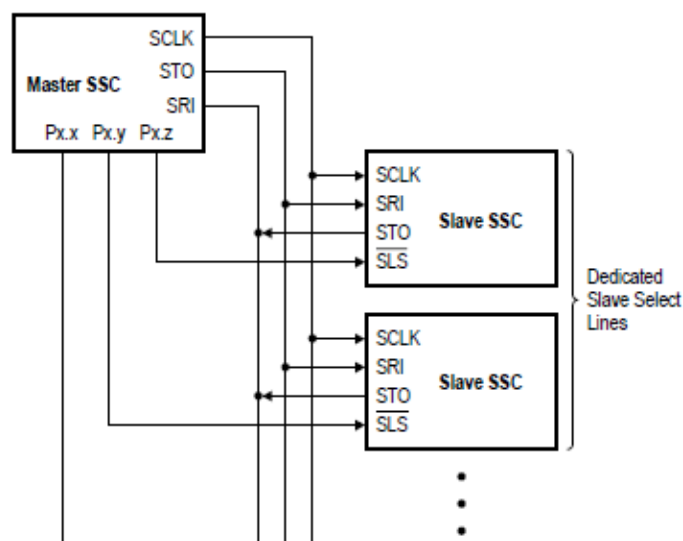 SCLK
STO
Master SSC
SRI
Px.x Px.y Px.z
SCLK
SRI
Slave SSC
STO
SLS
Dedicated
Slave Select
Lines
SCLK
SRI
Slave SSC
STO
SLS